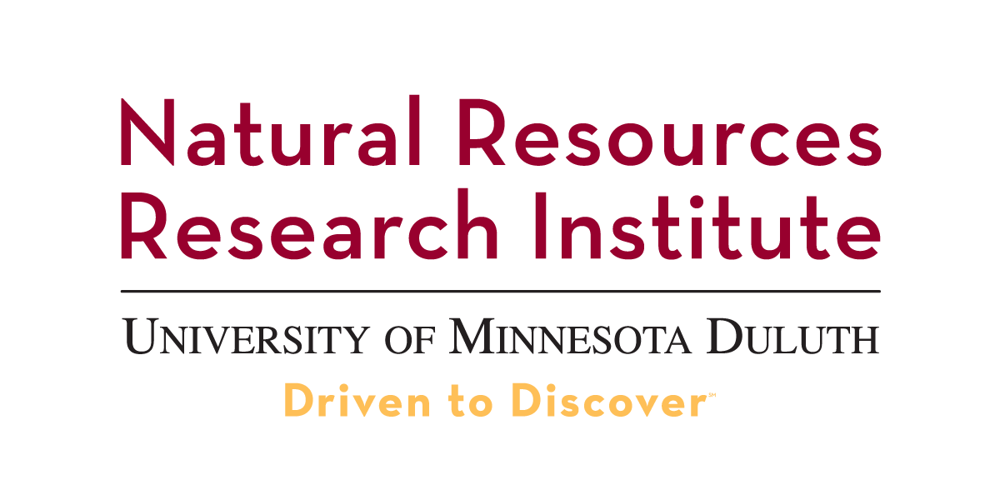 Natural Resources
Research Institute
UNIVERSITY OF MINNESOTA DULUTH
Driven to Discover℠